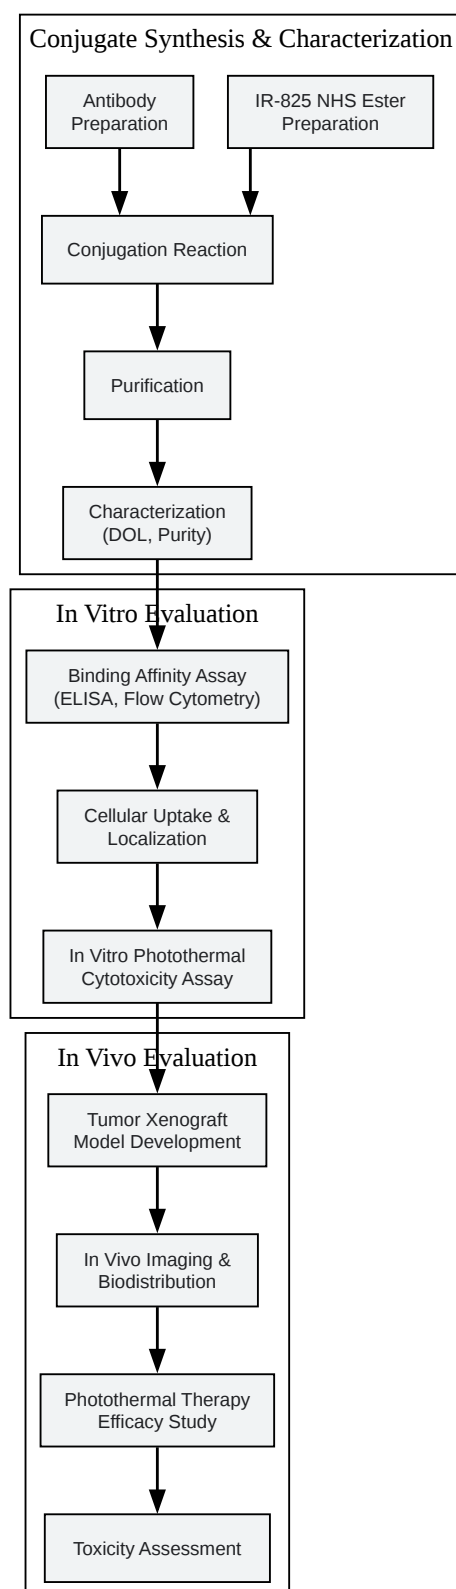 Conjugate Synthesis & Characterization
Antibody
Preparation
IR-825 NHS Ester
Preparation
Conjugation Reaction
Purification
Characterization
(DOL, Purity)
In Vitro Evaluation
Binding Affinity Assay
(ELISA, Flow Cytometry)
Cellular Uptake &
Localization
In Vitro Photothermal
Cytotoxicity Assay
In Vivo Evaluation
Tumor Xenograft
Model Development
In Vivo Imaging &
Biodistribution
Photothermal Therapy
Efficacy Study
Toxicity Assessment